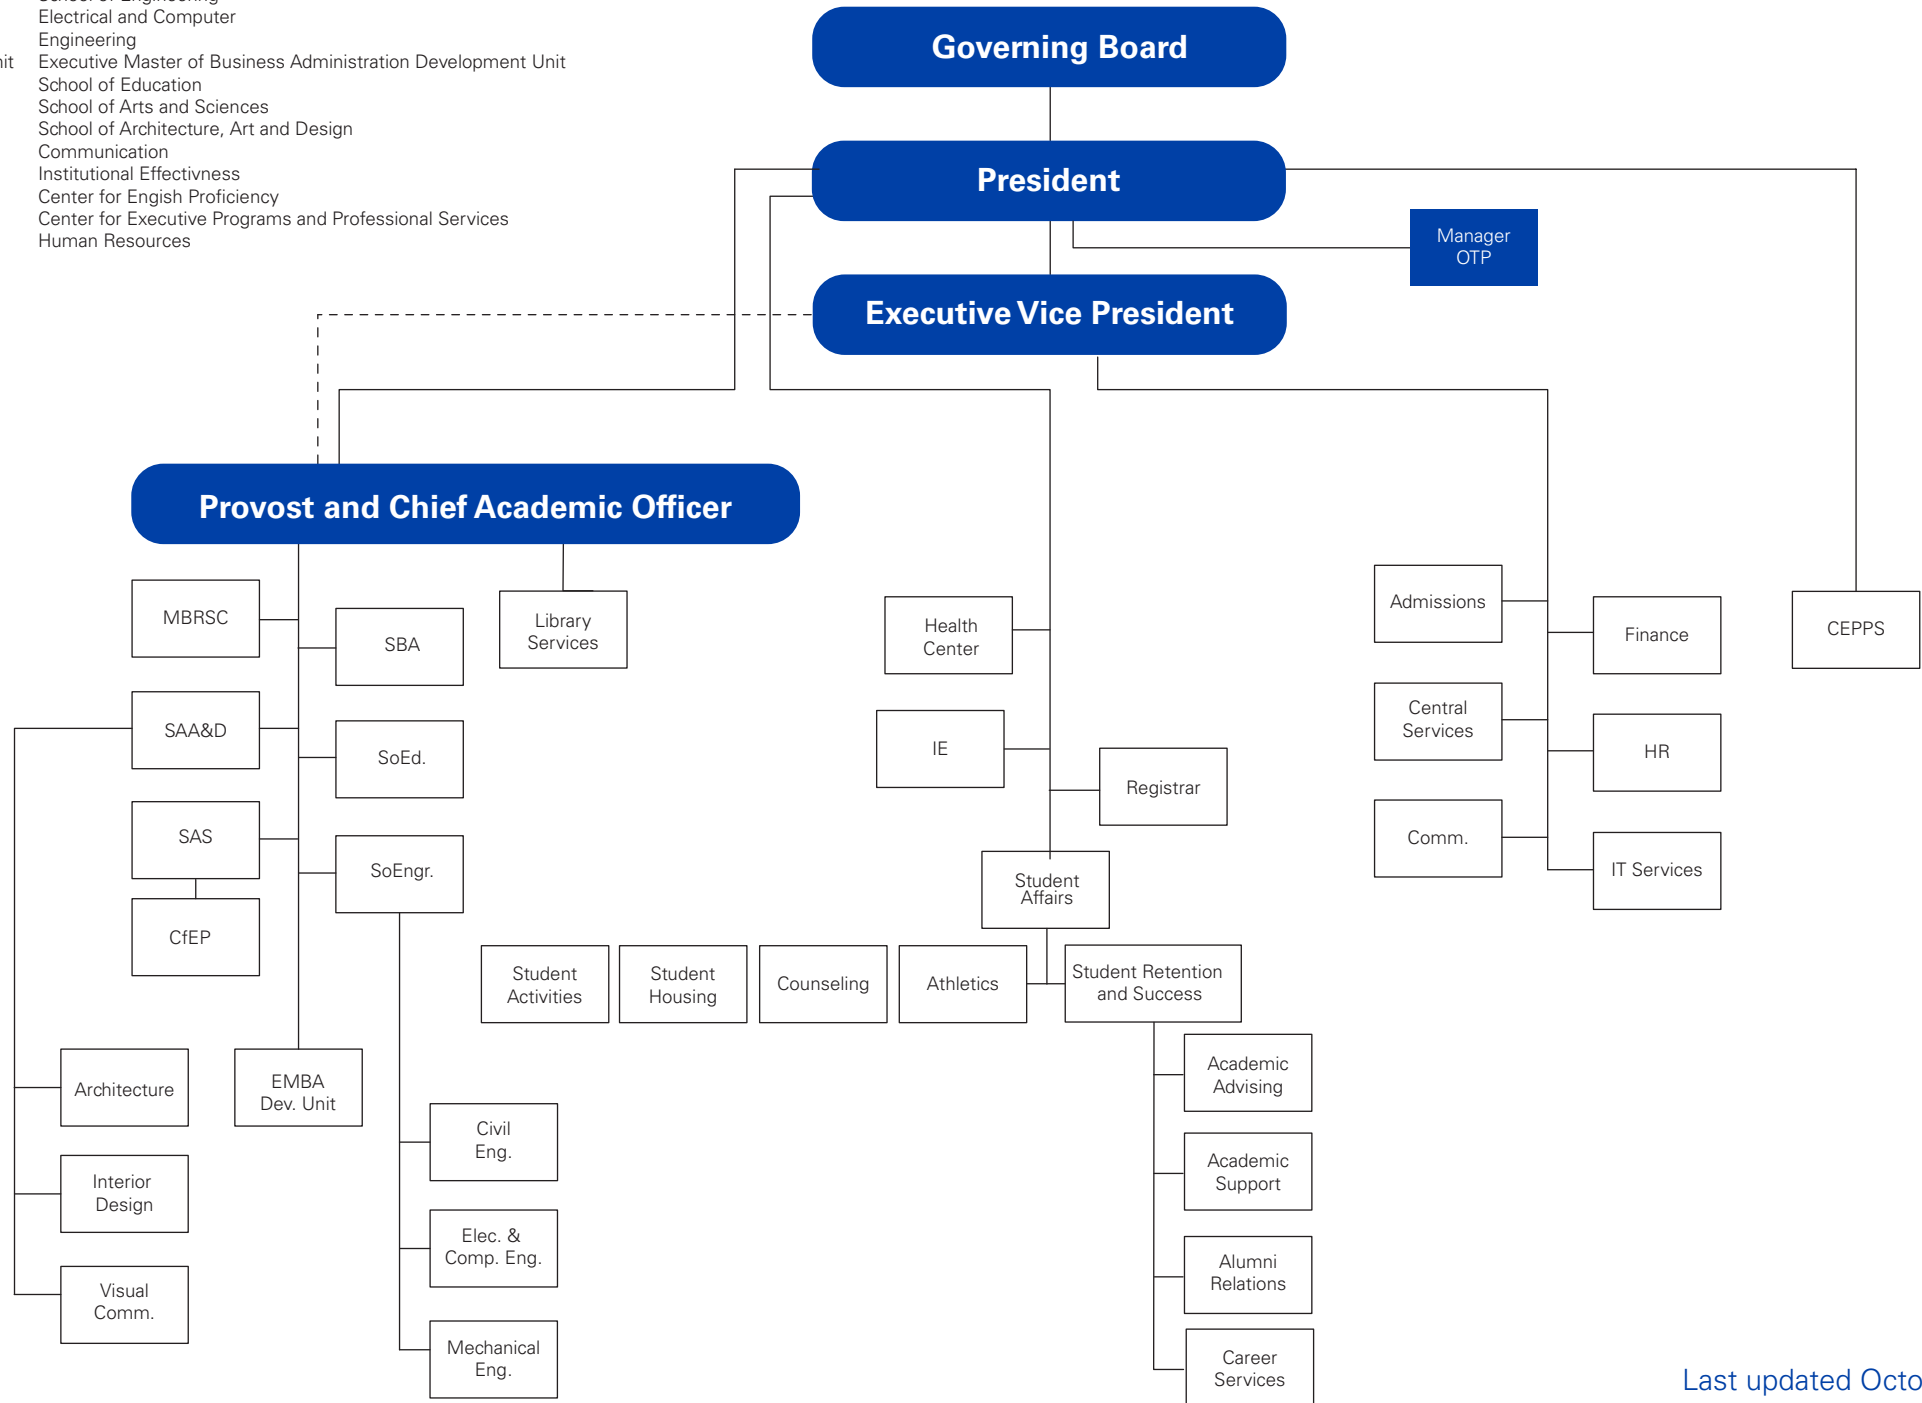 School of Engineering
Electrical and Computer
Engineering
Executive Master of Business Administration Development Unit
School of Education
School of Arts and Sciences
School of Architecture, Art and Design
Communication
Institutional Effectivness
Center for Engish Proficiency
Center for Executive Programs and Professional Services
Human Resources
Governing Board
President
Manager
OTP
Executive Vice President
Provost and Chief Academic Officer
MBRSC
SBA
Library
Services
SAA&D
SoEd.
SAS
SoEngr.
CfEP
Architecture
EMBA
Dev. Unit
Interior
Design
Visual
Comm.
Civil
Eng.
Elec. &
Comp. Eng.
Mechanical
Eng.
Health
Center
IE
Registrar
Student
Affairs
Student
Activities
Student
Housing
Counseling
Athletics
Student Retention
and Success
Academic
Advising
Academic
Support
Alumni
Relations
Career
Services
Admissions
Finance
Central
Services
HR
Comm.
IT Services
CEPPS
Last updated Octo